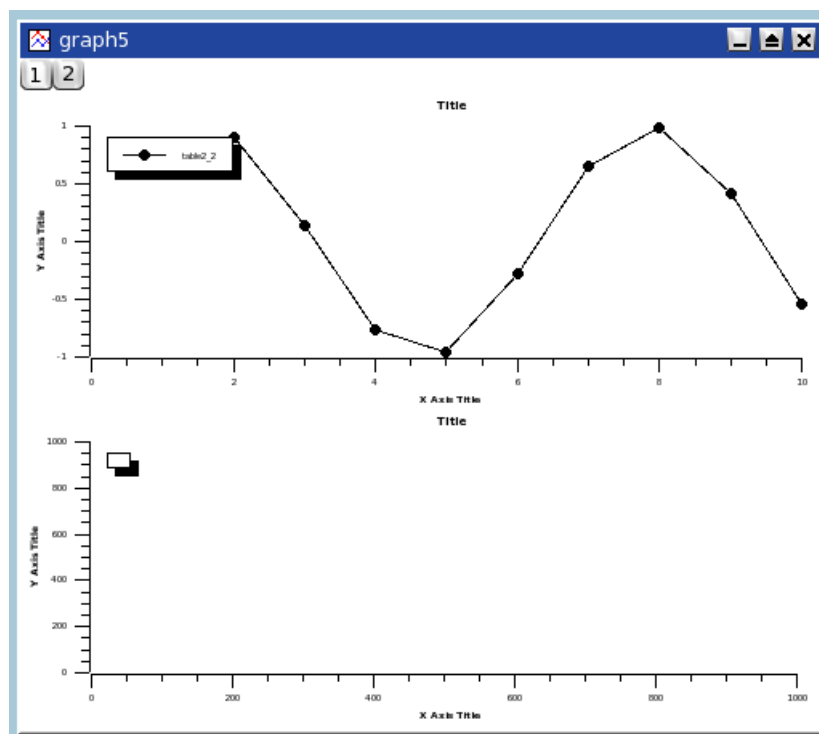 graph5
1 2
Title
1
table2_2
0.5
0
-0.5
-1
Y Axis Title
0 2 4 6 8 10
X Axis Title
Title
1000
800
600
400
200
0
Y Axis Title
0 200 400 600 800 1000
X Axis Title